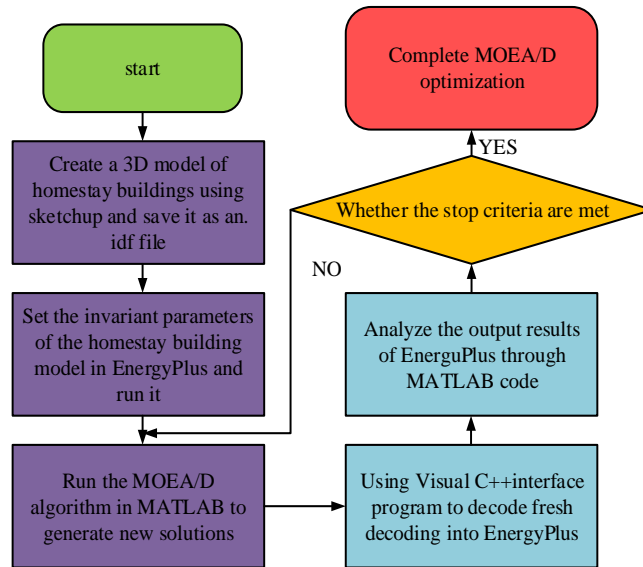 start
Create a 3D model of
homestay buildings using
sketchup and save it as an.
idf file
Set the invariant parameters
of the homestay building
model in EnergyPlus and
run it
Run the MOEA/D
algorithm in MATLAB to
generate new solutions
Using Visual C++interface
program to decode fresh
decoding into EnergyPlus
Analyze the output results
of EnerguPlus through
MATLAB code
Whether the stop criteria are met
NO
YES
Complete MOEA/D
optimization